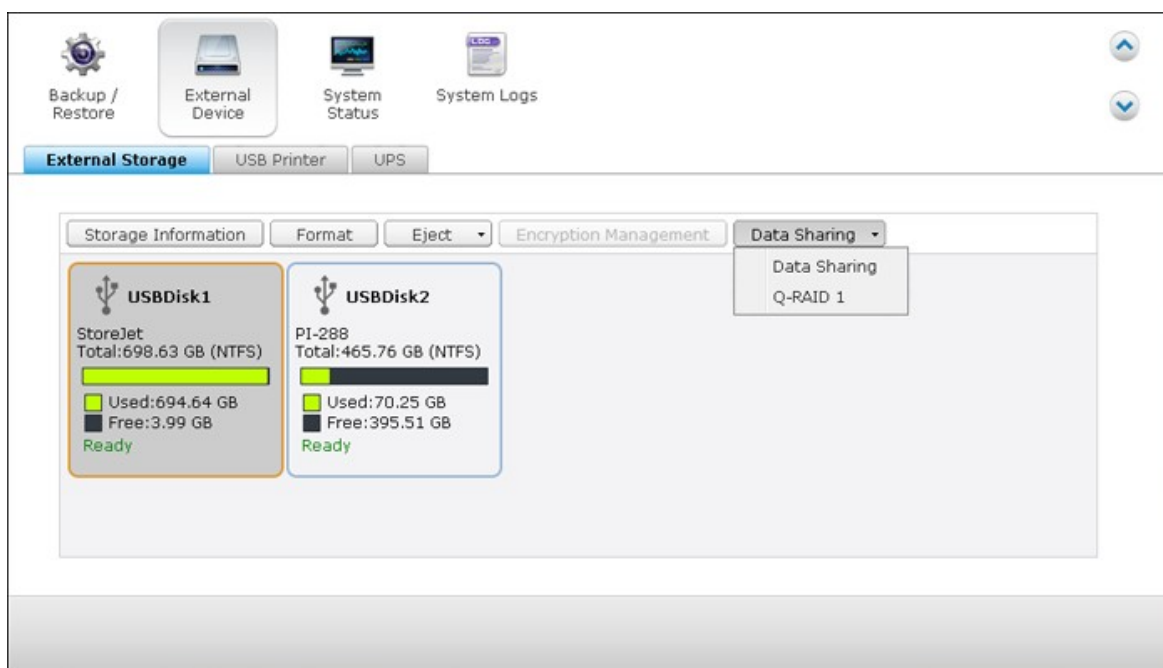 LOG
Backup /
Restore
External
Device
System
Status
System Logs
External Storage
USB Printer
UPS
Storage Information
Format
Eject
Encryption Management
Data Sharing
Data Sharing
Q-RAID 1
USBDisk1
StoreJet
Total:698.63 GB (NTFS)
Used:694.64 GB
Free:3.99 GB
Ready
USBDisk2
PI-288
Total:465.76 GB (NTFS)
Used:70.25 GB
Free:395.51 GB
Ready